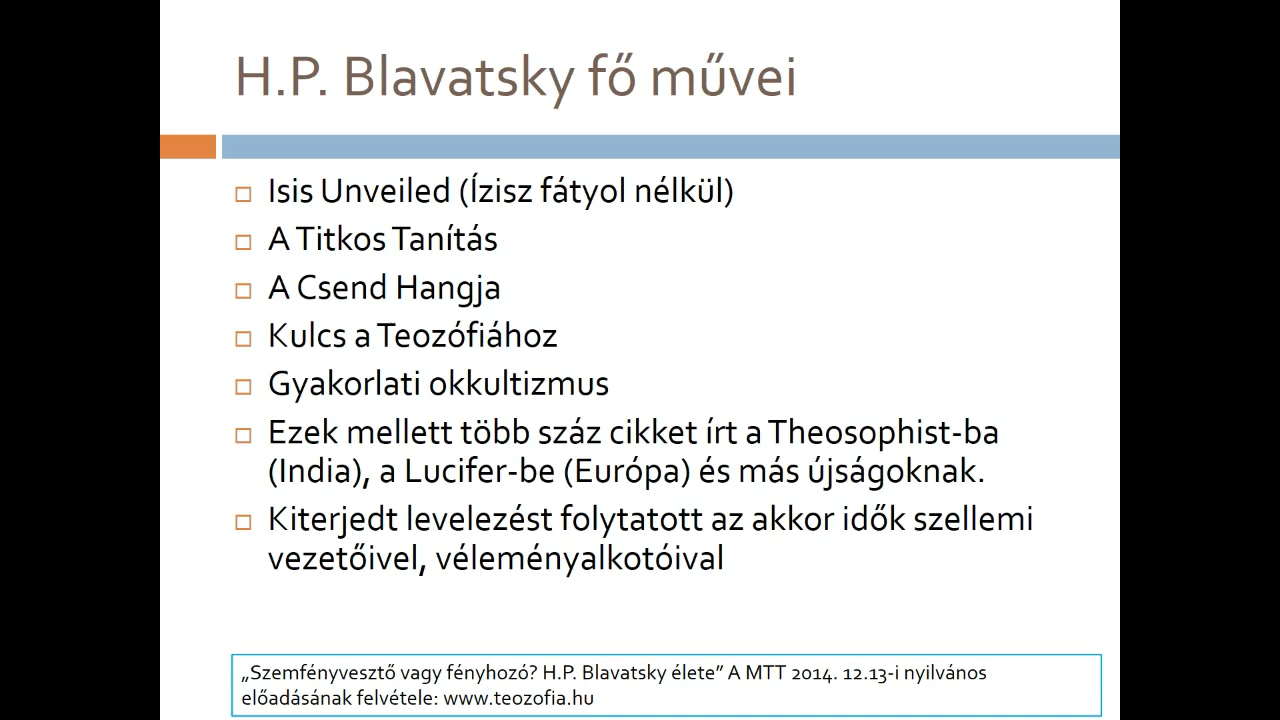 H.P. Blavatsky fő művei
Isis Unveiled (Ízisz fátyol nélkül)
A Titkos Tanítás
A Csend Hangja
Kulcs a Teozófiához
Gyakorlati okkultizmus
Ezek mellett több száz cikket írt a Theosophist-ba
(India), a Lucifer-be (Európa) és más újságoknak.
Kiterjedt levelezést folytatott az akkor idők szellemi
vezetőivel, véleményalkotóival
„Szemfényvesztő vagy fényhozó? H.P. Blavatsky élete” A MTT 2014. 12.13-i nyilvános
előadásának felvétele: www.teozofia.hu